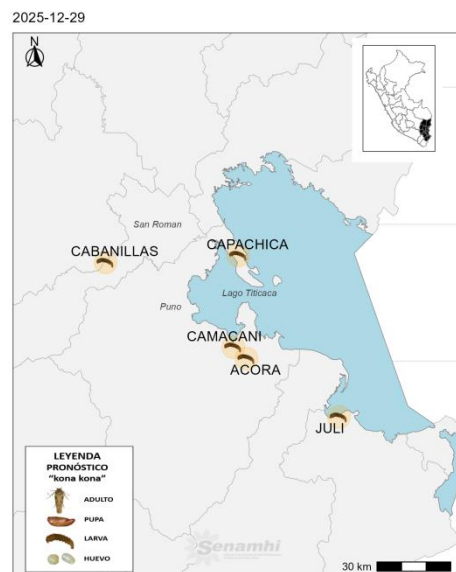 2025-12-29
N
San Roman
CABANILLAS
CAPACHICA
Lago Titicaca
Puno
CAMACANI
ACORA
JULI
LEYENDA
PRONÓSTICO
"kona kona"
ADULTO
PUPA
LARVA
HUEVO
Senamhi
30 km